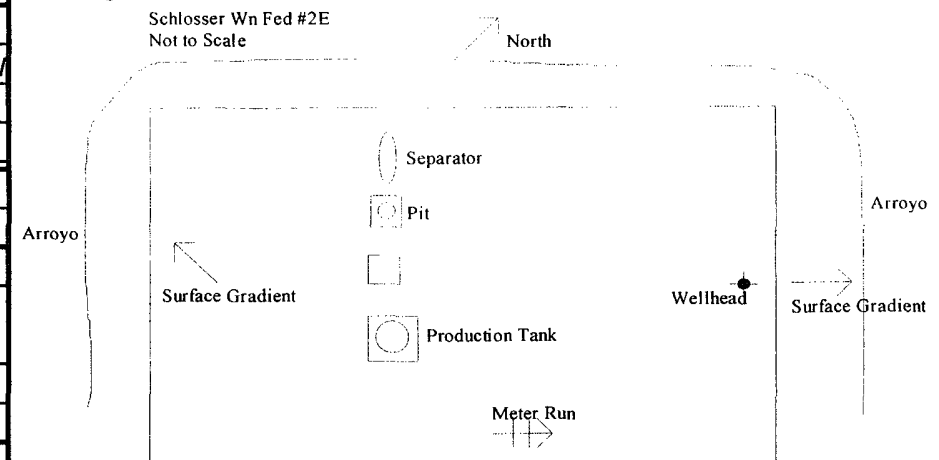 Schlosser Wn Fed #2E
Not to Scale
North
Separator
Pit
Arroyo
Arroyo
Surface Gradient
Wellhead
Surface Gradient
Production Tank
Meter Run